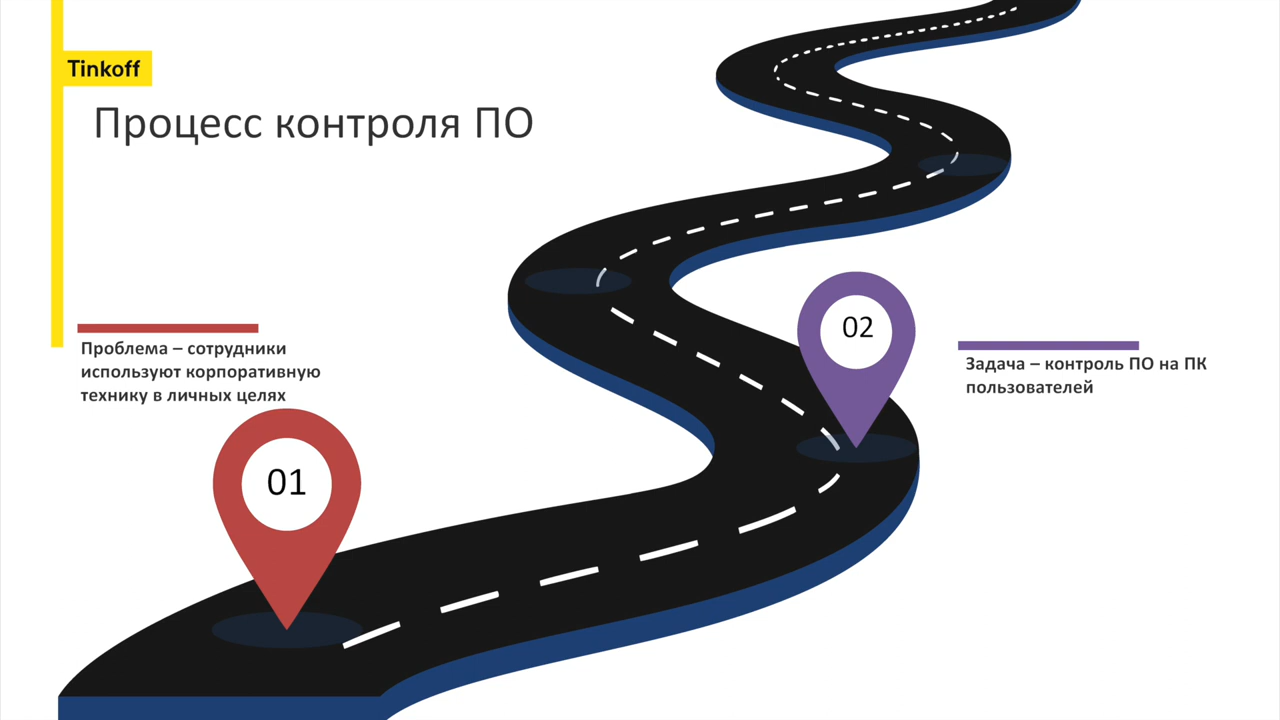 Tinkoff
Процесс контроля ПО
Проблема – сотрудники
используют корпоративную
технику в личных целях
01
02
Задача – контроль ПО на ПК
пользователей